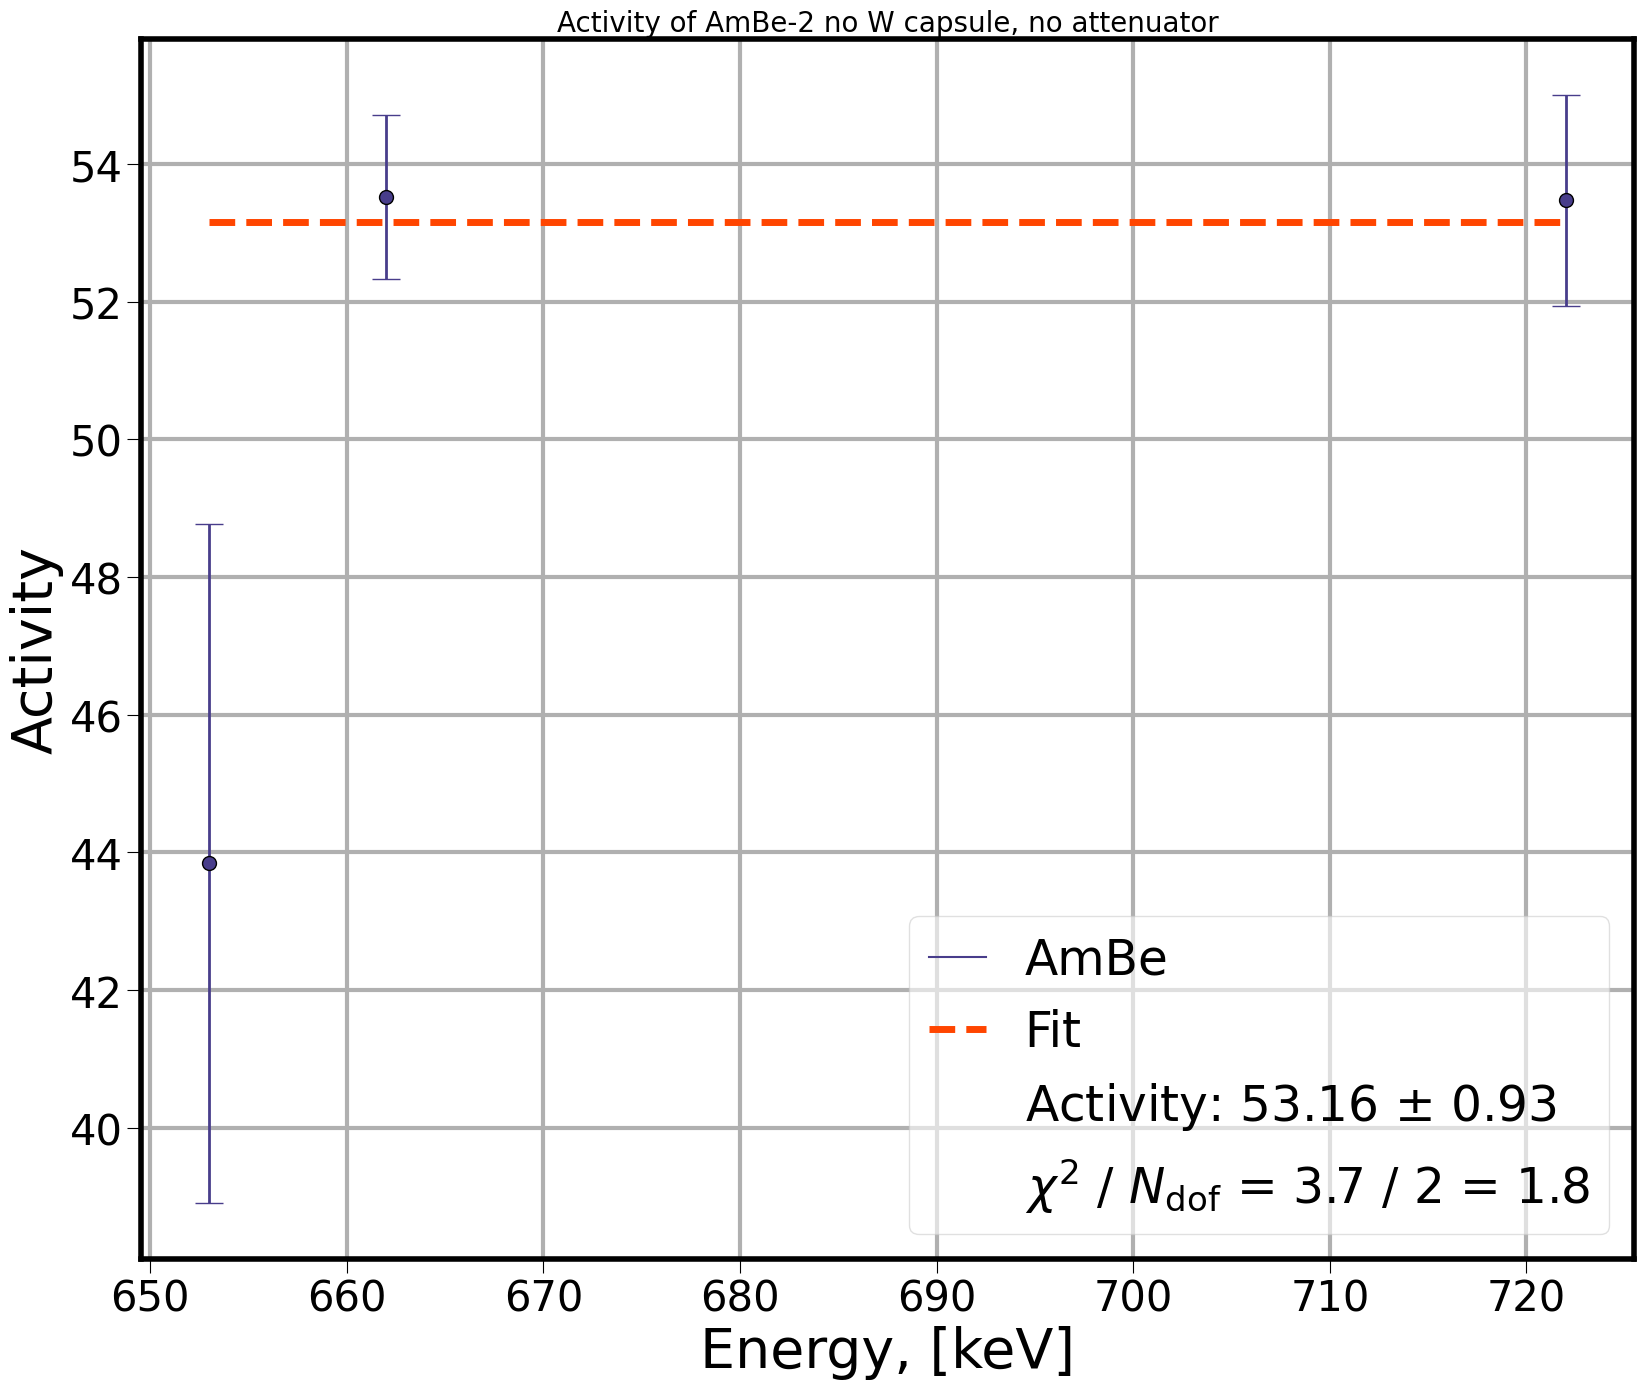 Activity of AmBe-2 no W capsule, no attenuator
54
52
50
48
46
44
42
40
Activity
AmBe
Fit
Activity: 53.16 ± 0.93
χ² / N_dof = 3.7 / 2 = 1.8
650 660 670 680 690 700 710 720
Energy, [keV]